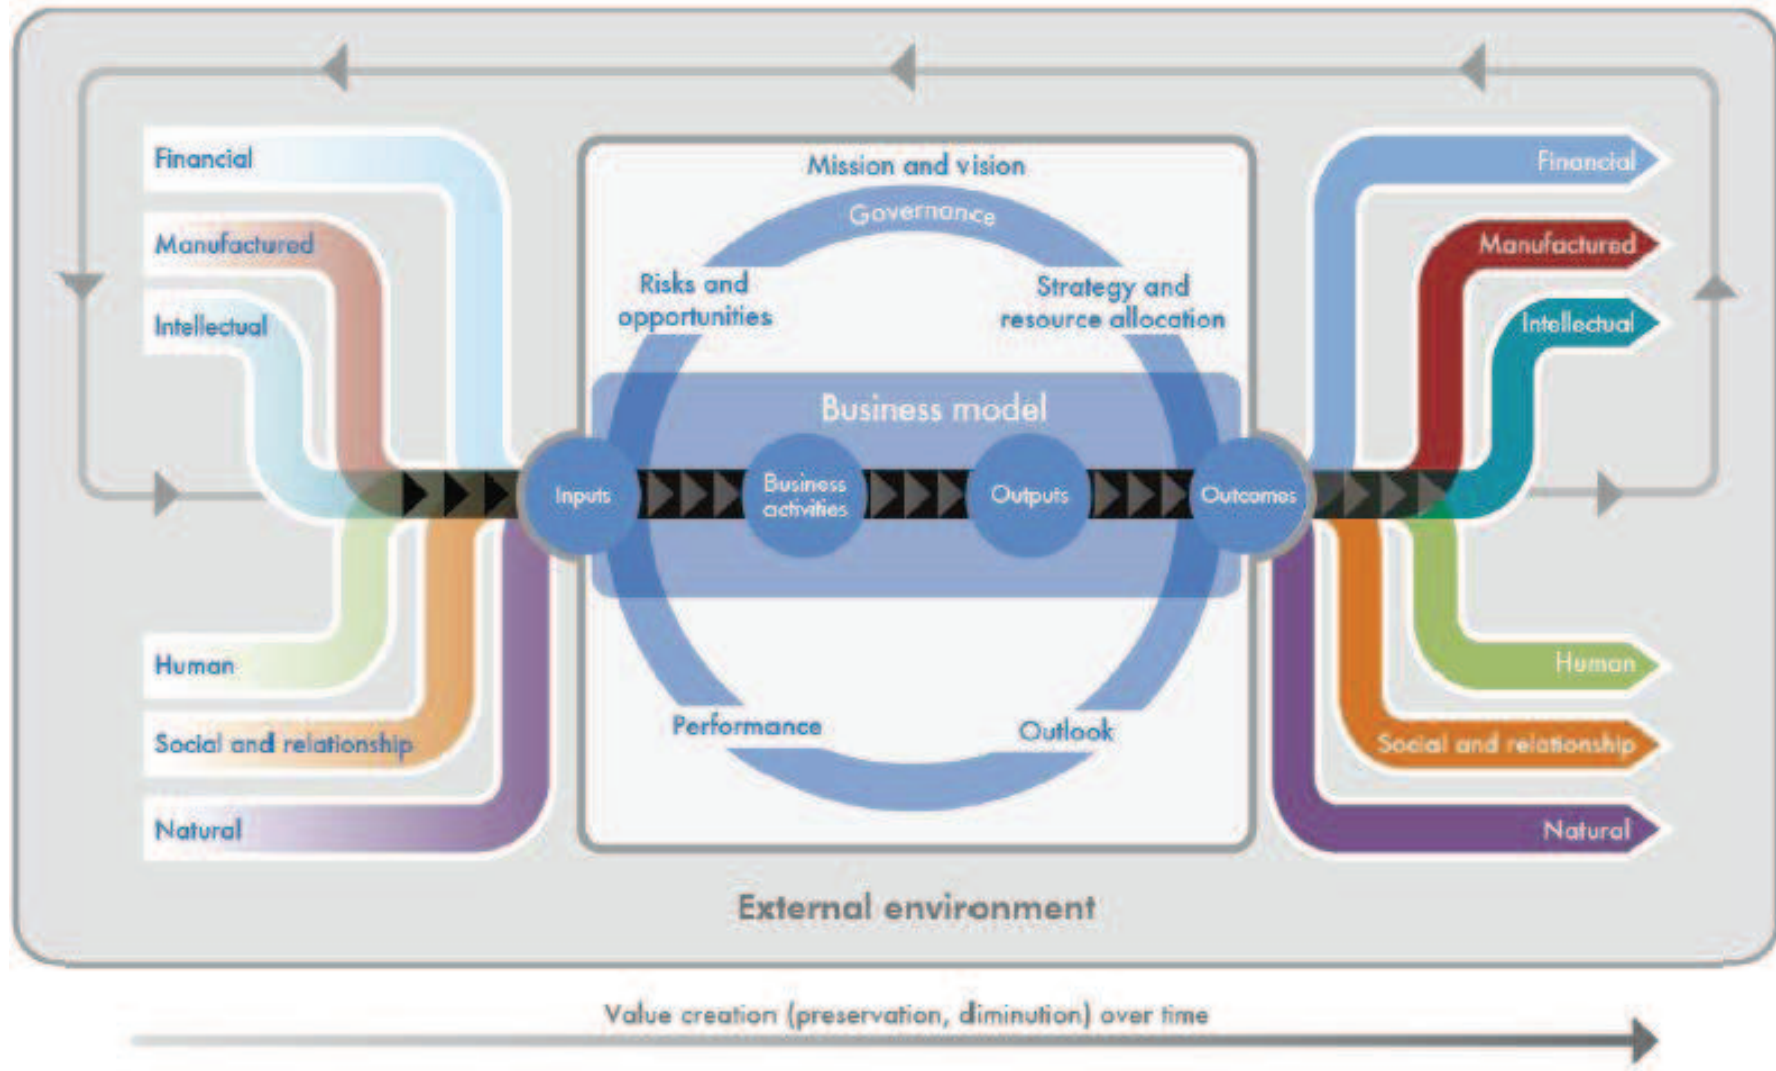 Financial
Manufactured
Intellectual
Human
Social and relationship
Natural
Mission and vision
Governance
Risks and
opportunities
Strategy and
resource allocation
Business model
Inputs
Business
activities
Outputs
Outcomes
Performance
Outlook
Financial
Manufactured
Intellectual
Human
Social and relationship
Natural
External environment
Value creation (preservation, diminution) over time